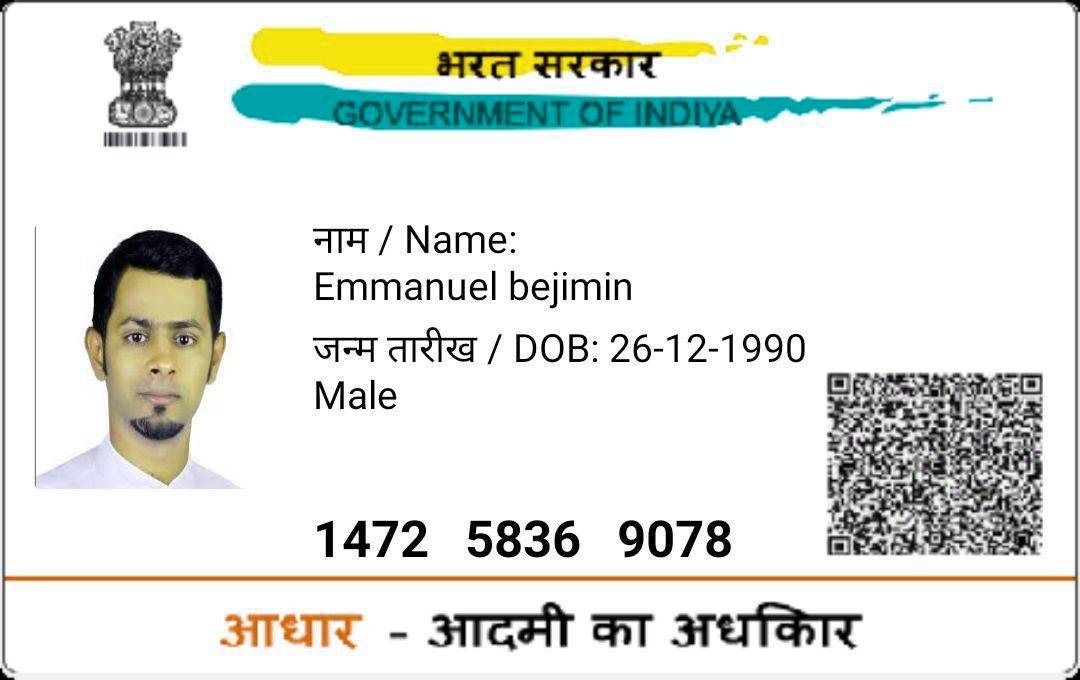 भरत सरकार
GOVERNMENT OF INDIYA
नाम / Name:
Emmanuel bejimin
जन्म तारीख / DOB: 26-12-1990
Male
1472 5836 9078
आधार - आदमी का अधकिार